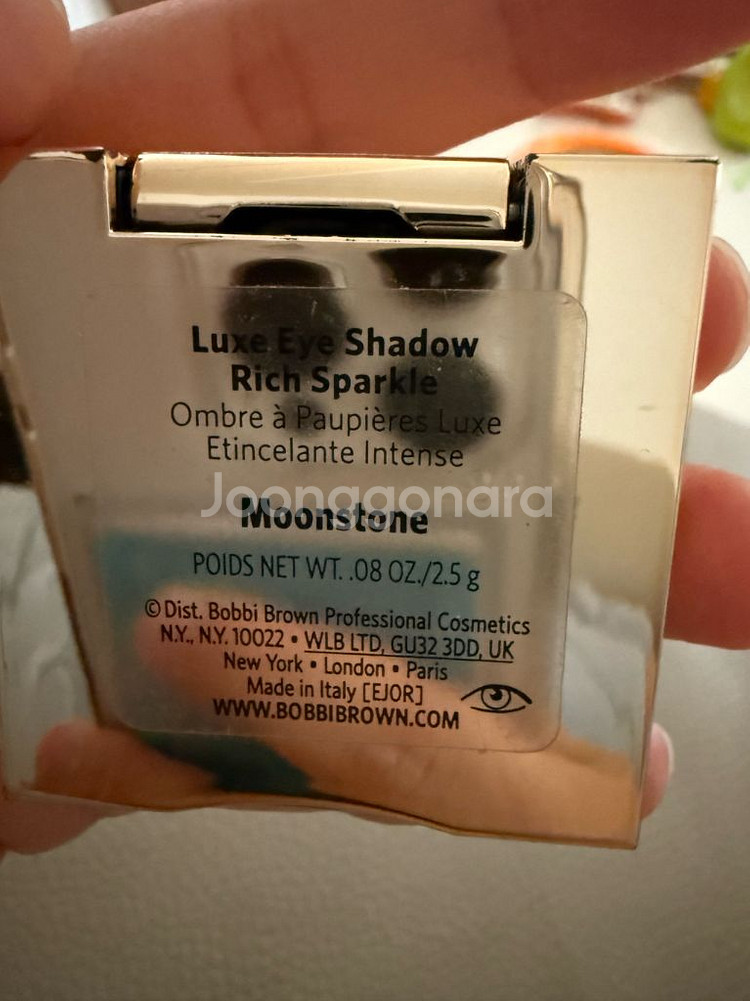 Luxe Eye Shadow
Rich Sparkle
Ombre à Paupières Luxe
Etincelante Intense
Joonggonara
Moonstone
POIDS NET WT. .08 OZ./2.5 g
© Dist. Bobbi Brown Professional Cosmetics
N.Y., N.Y. 10022 • WLB LTD, GU32 3DD, UK
New York • London • Paris
Made in Italy [EJOR]
WWW.BOBBIBROWN.COM